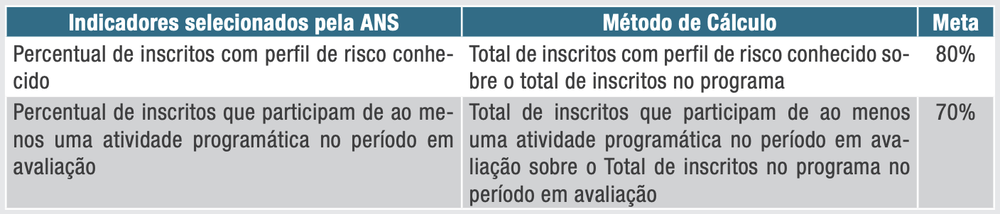 Indicadores selecionados pela ANS
Método de Cálculo
Meta
Percentual de inscritos com perfil de risco conhe-
cido
Total de inscritos com perfil de risco conhecido so-
bre o total de inscritos no programa
80%
Percentual de inscritos que participam de ao me-
nos uma atividade programática no período em
avaliação
Total de inscritos que participam de ao menos
uma atividade programática no período em ava-
liação sobre o Total de inscritos no programa no
período em avaliação
70%